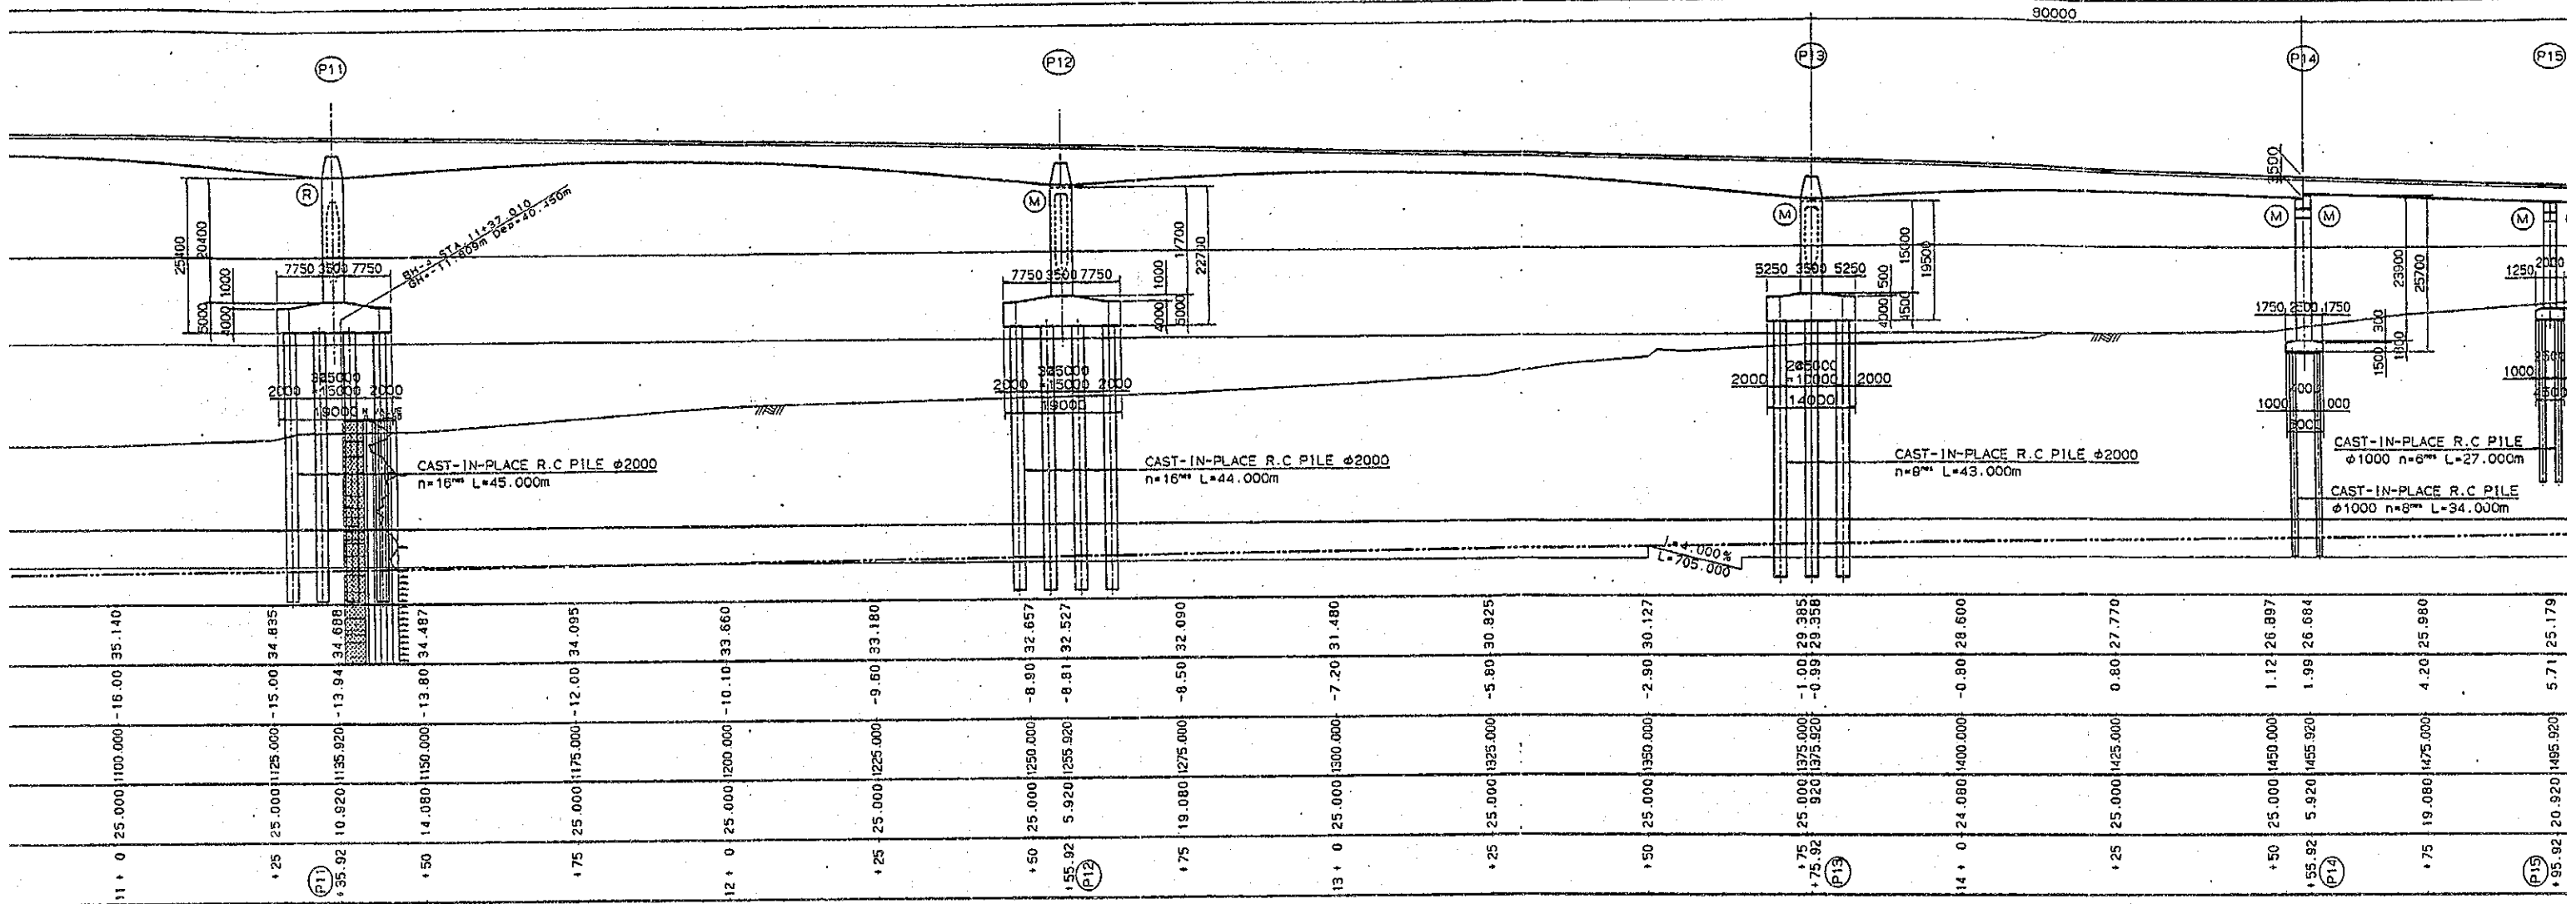 90000
P11
P12
P13
P14
P15
R
M
M
M
M
M
3500
BH-4 STA.11+37.010
GH=-11.809m Dep=40.450m
25400
20400
1000
5000
4000
7750 3500 7750
2000
=15000
2000
19000
CAST-IN-PLACE R.C PILE φ2000
n=16nos L=45.000m
7750 3500 7750
17700
22700
1000
4000
5000
2000
=15000
2000
19000
CAST-IN-PLACE R.C PILE φ2000
n=16nos L=44.000m
5250 3500 5250
500
15000
19500
4000
4500
2000
=10000
2000
14000
CAST-IN-PLACE R.C PILE φ2000
n=8nos L=43.000m
23900
25700
1750 2500 1750
300
1500
1800
4000
1000
1000
6000
CAST-IN-PLACE R.C PILE
φ1000 n=8nos L=34.000m
2000
1250
2500
1000
4500
CAST-IN-PLACE R.C PILE
φ1000 n=6nos L=27.000m
i=4.000%
L=705.000
35.140 34.835 34.688 34.487 34.095 33.660 33.180 32.657 32.527 32.090 31.480 30.825 30.127 29.385 29.358 28.600 27.770 26.897 26.684 25.980 25.179
-16.00 -15.00 -13.94 -13.80 -12.00 -10.10 -9.60 -8.90 -8.81 -8.50 -7.20 -5.80 -2.90 -1.00 -0.99 -0.80 0.80 1.12 1.99 4.20 5.71
1100.000 1125.000 1135.920 1150.000 1175.000 1200.000 1225.000 1250.000 1255.920 1275.000 1300.000 1325.000 1350.000 1375.000 1375.920 1400.000 1425.000 1450.000 1455.920 1475.000 1495.920
25.000 25.000 10.920 14.080 25.000 25.000 25.000 25.000 5.920 19.080 25.000 25.000 25.000 25.000 920 24.080 25.000 25.000 5.920 19.080 20.920
11 + 0 +25 +35.92 +50 +75 12 + 0 +25 +50 +55.92 +75 13 + 0 +25 +50 +75 +75.92 14 + 0 +25 +50 +55.92 +75 +95.92
P11 P12 P13 P14 P15